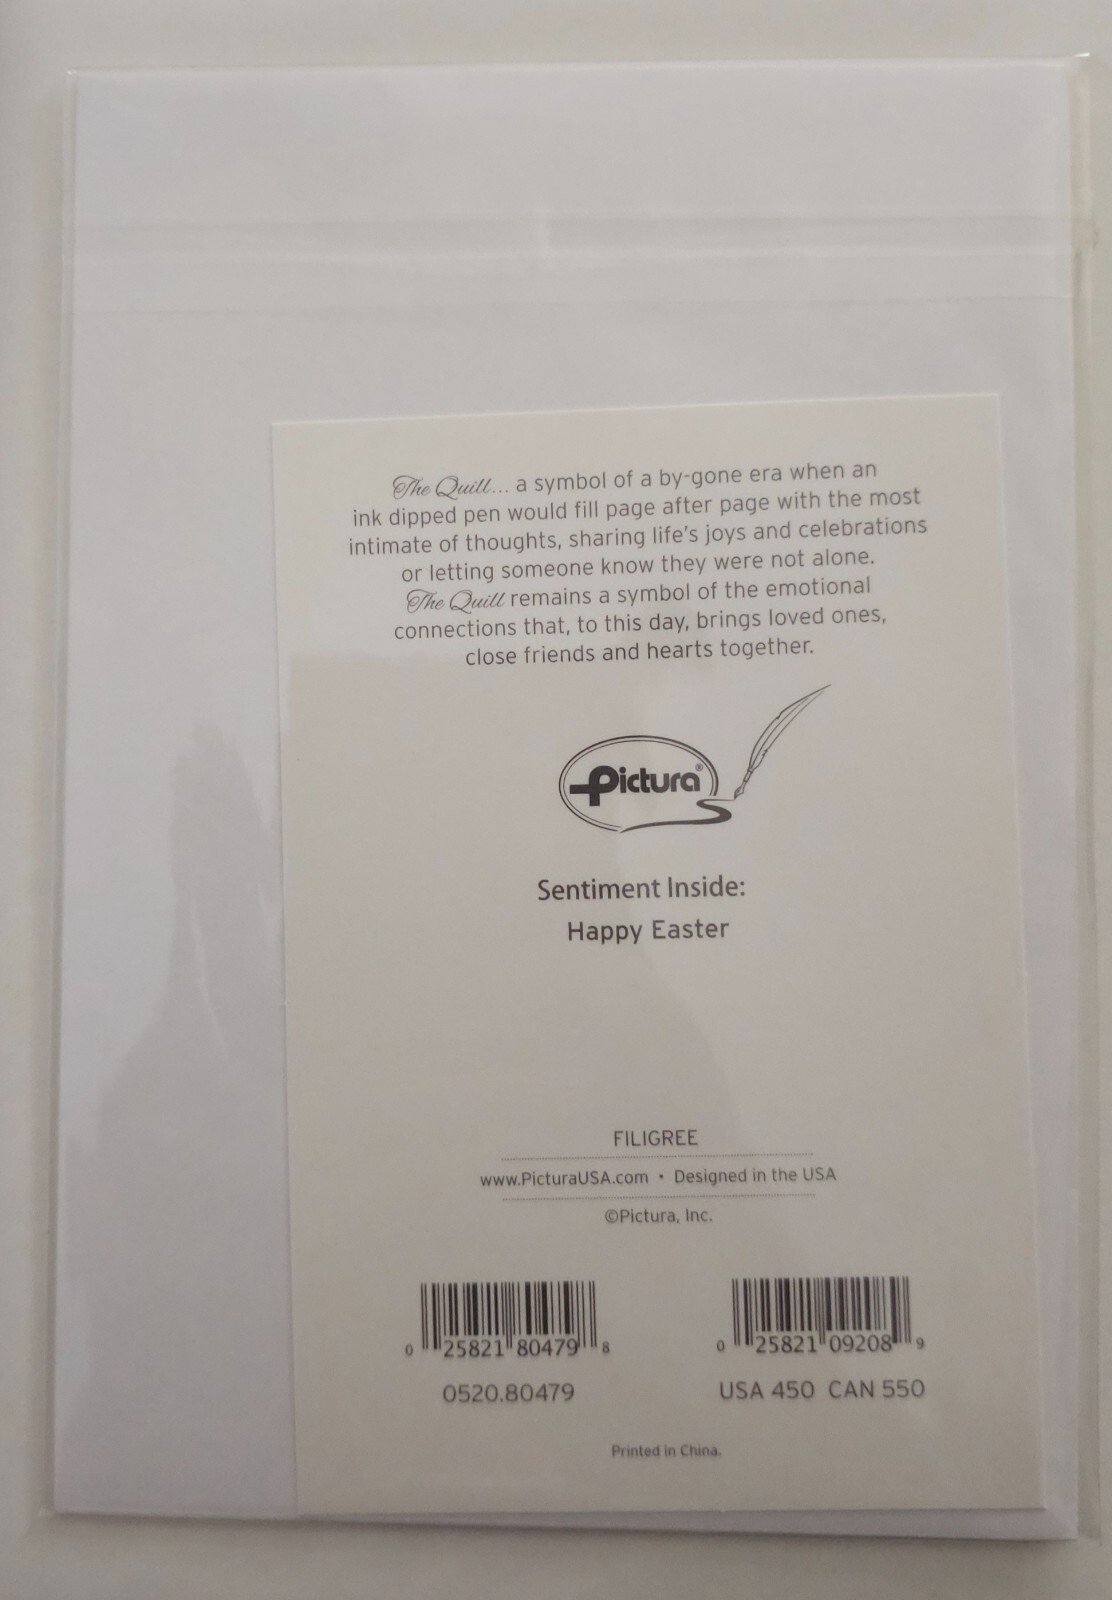 The Quill... a symbol of a by-gone era when an
ink dipped pen would fill page after page with the most
intimate of thoughts, sharing life's joys and celebrations
or letting someone know they were not alone.
The Quill remains a symbol of the emotional
connections that, to this day, brings loved ones,
close friends and hearts together.
Pictura®
Sentiment Inside:
Happy Easter
FILIGREE
www.PicturaUSA.com • Designed in the USA
©Pictura, Inc.
0 25821 80479 8
0 25821 09208 9
0520.80479
USA 450 CAN 550
Printed in China.